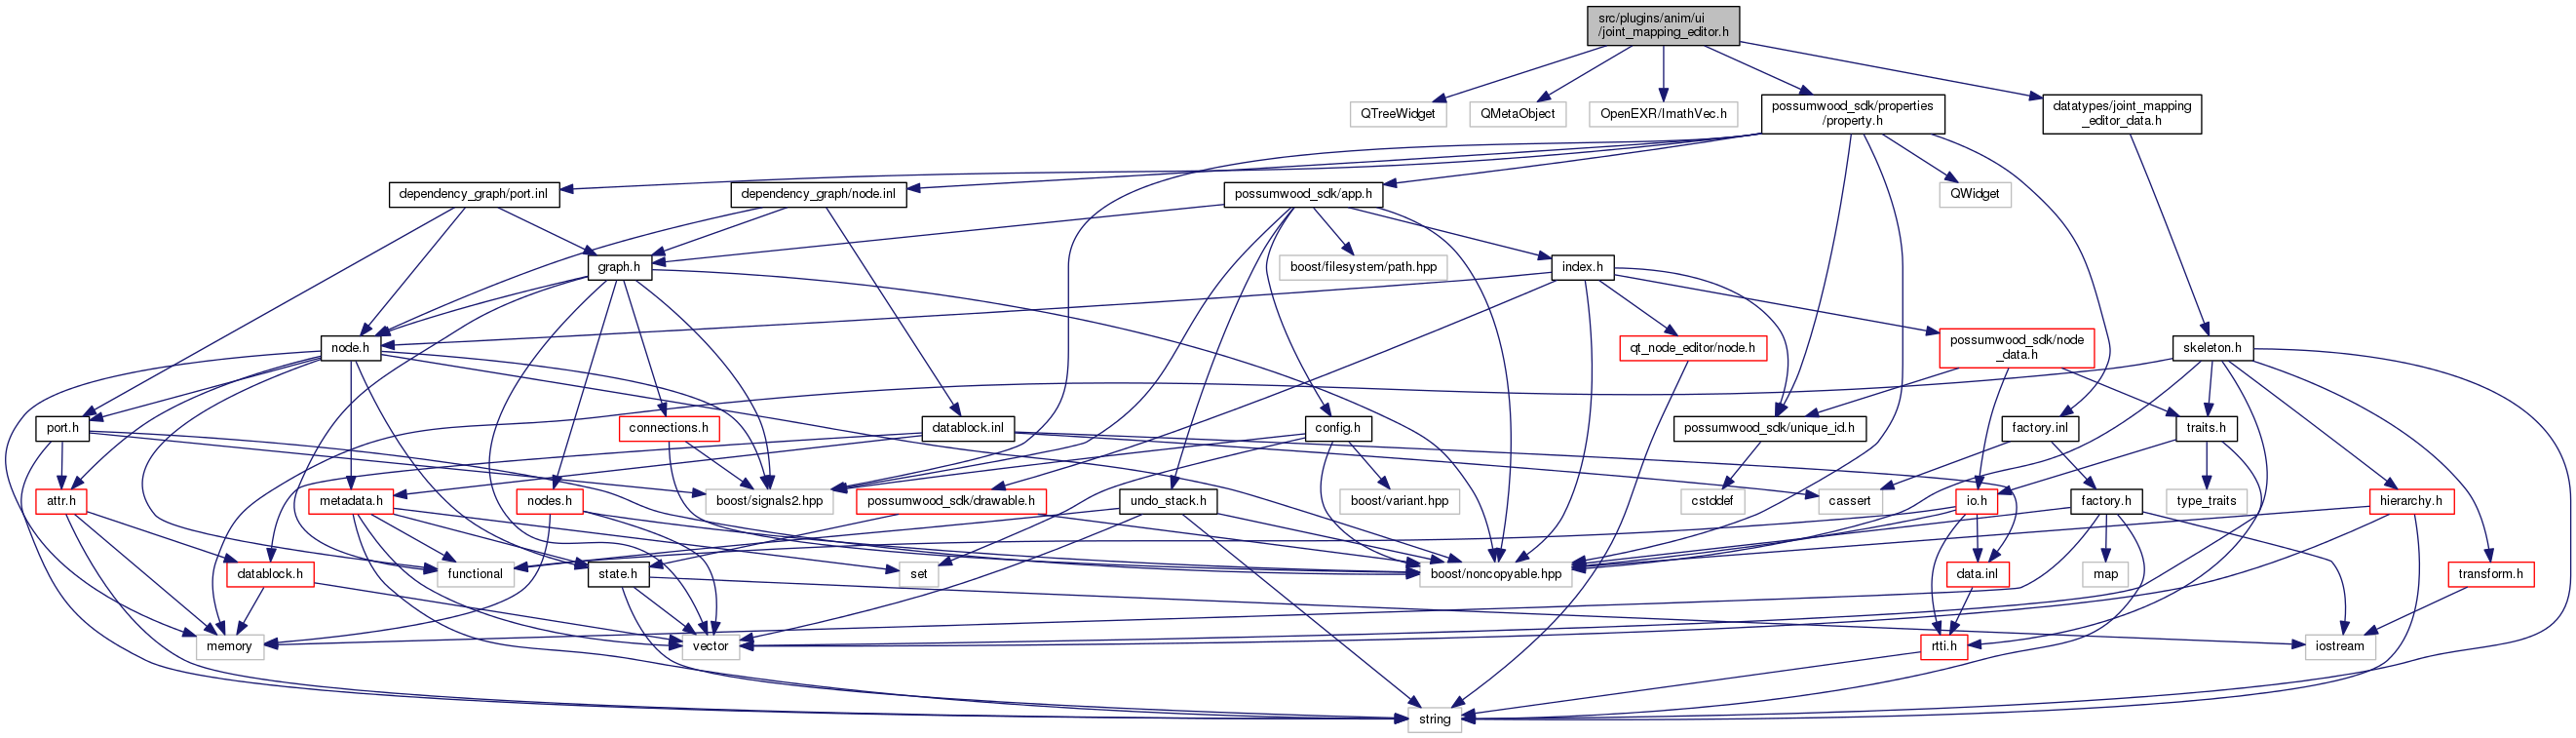 src/plugins/anim/ui
/joint_mapping_editor.h
QTreeWidget
QMetaObject
OpenEXR/ImathVec.h
possumwood_sdk/properties
/property.h
datatypes/joint_mapping
_editor_data.h
dependency_graph/port.inl
dependency_graph/node.inl
possumwood_sdk/app.h
QWidget
graph.h
boost/filesystem/path.hpp
index.h
node.h
qt_node_editor/node.h
possumwood_sdk/node
_data.h
skeleton.h
port.h
connections.h
datablock.inl
config.h
possumwood_sdk/unique_id.h
factory.inl
traits.h
attr.h
metadata.h
nodes.h
boost/signals2.hpp
possumwood_sdk/drawable.h
undo_stack.h
boost/variant.hpp
cstddef
cassert
io.h
factory.h
type_traits
hierarchy.h
datablock.h
functional
state.h
set
boost/noncopyable.hpp
data.inl
map
transform.h
memory
vector
rtti.h
iostream
string